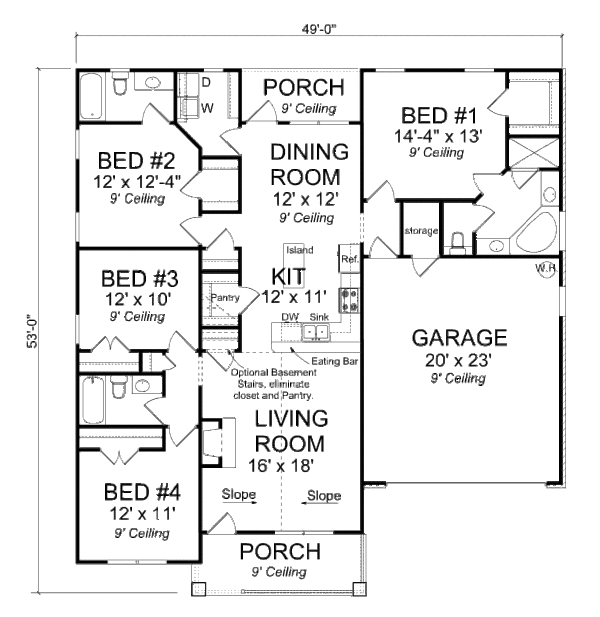 49'-0"
53'-0"
PORCH
9' Ceiling
D
W
BED #1
14'-4" x 13'
9' Ceiling
BED #2
12' x 12'-4"
9' Ceiling
DINING
ROOM
12' x 12'
9' Ceiling
storage
Island
Ref.
KIT
12' x 11'
W.H.
BED #3
12' x 10'
9' Ceiling
Pantry
DW
Sink
GARAGE
20' x 23'
9' Ceiling
Eating Bar
Optional Basement
Stairs, eliminate
closet and Pantry.
LIVING
ROOM
16' x 18'
BED #4
12' x 11'
9' Ceiling
Slope
Slope
PORCH
9' Ceiling